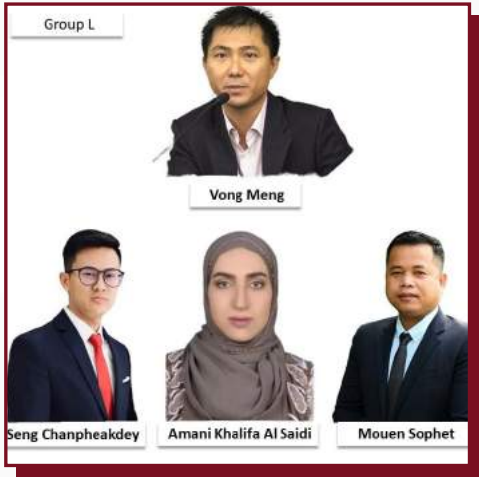 Group L
Vong Meng
Seng Chanpheakdey
Amani Khalifa Al Saidi
Mouen Sophet